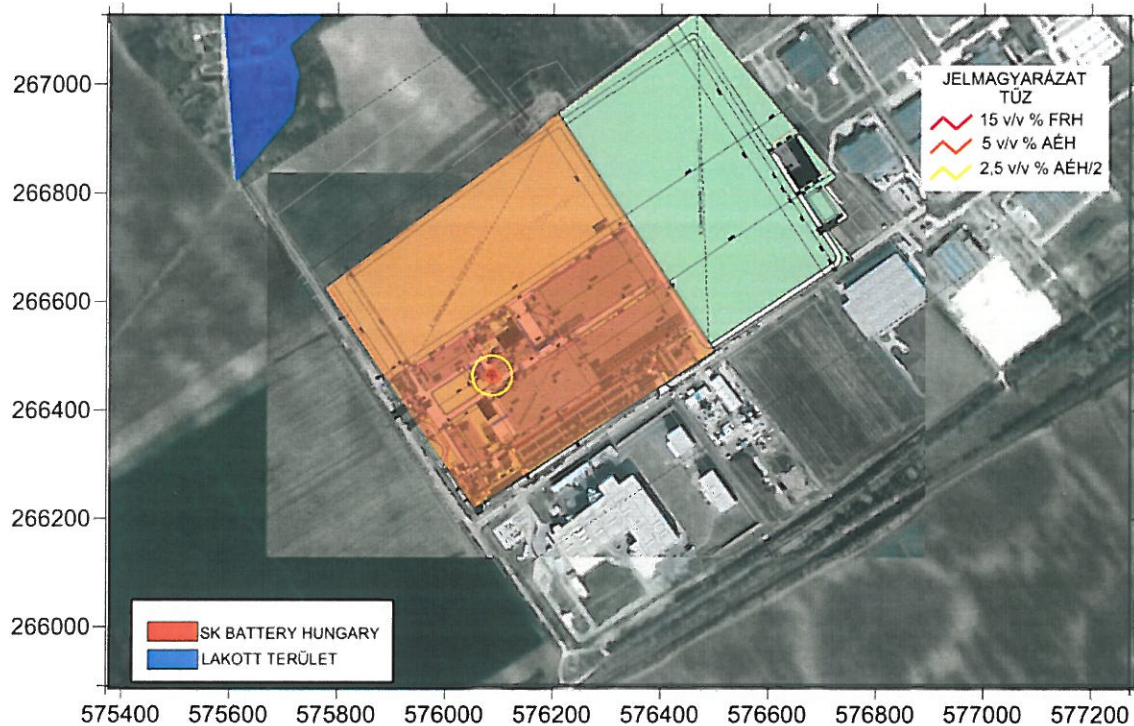 267000
266800
266600
266400
266200
266000
JELMAGYARÁZAT
TŰZ
15 v/v % FRH
5 v/v % AÉH
2,5 v/v % AÉH/2
SK BATTERY HUNGARY
LAKOTT TERÜLET
575400 575600 575800 576000 576200 576400 576600 576800 577000 577200